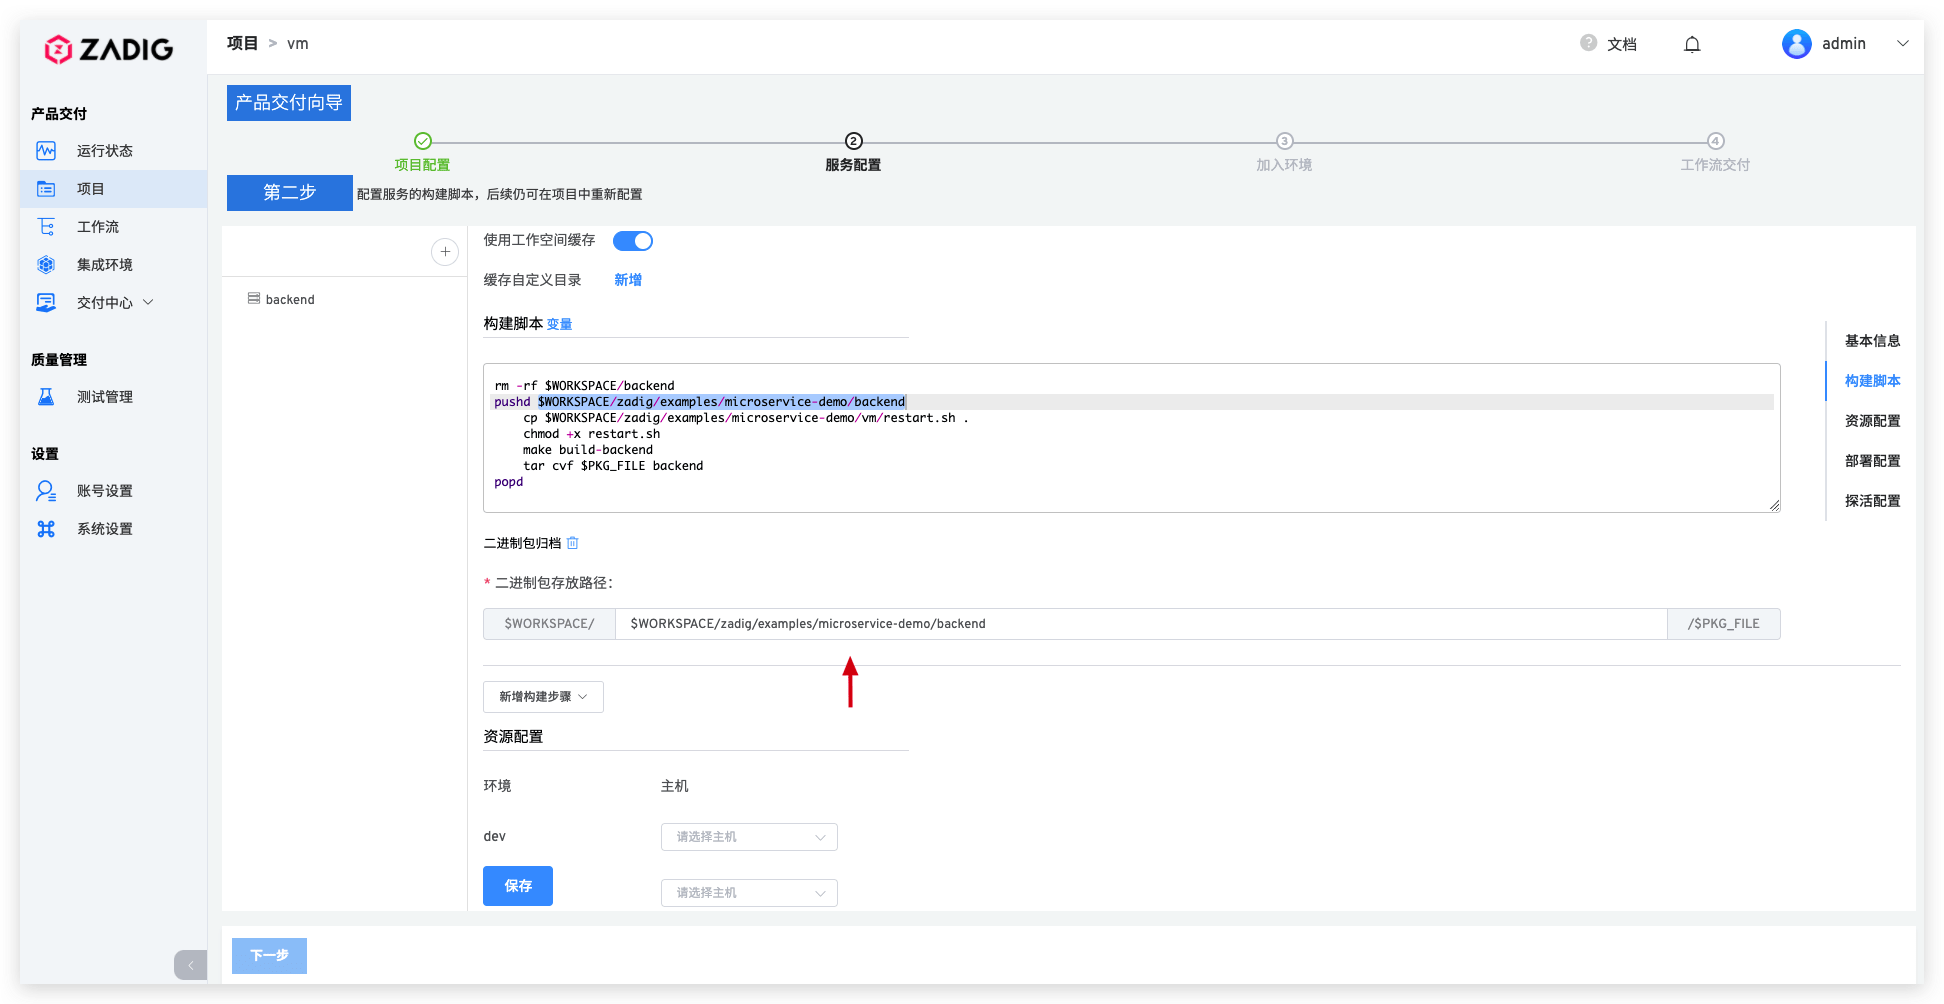 ZADIG
项目 > vm
? 文档
admin
产品交付
运行状态
项目
工作流
集成环境
交付中心
质量管理
测试管理
设置
账号设置
系统设置
产品交付向导
2
3
4
项目配置
服务配置
加入环境
工作流交付
第二步
配置服务的构建脚本，后续仍可在项目中重新配置
backend
使用工作空间缓存
缓存自定义目录 新增
构建脚本 变量
rm -rf $WORKSPACE/backend
pushd $WORKSPACE/zadig/examples/microservice-demo/backend
cp $WORKSPACE/zadig/examples/microservice-demo/vm/restart.sh .
chmod +x restart.sh
make build-backend
tar cvf $PKG_FILE backend
popd
二进制包归档
* 二进制包存放路径：
$WORKSPACE/ $WORKSPACE/zadig/examples/microservice-demo/backend /$PKG_FILE
新增构建步骤
资源配置
环境 主机
dev 请选择主机
请选择主机
保存
基本信息
构建脚本
资源配置
部署配置
探活配置
下一步